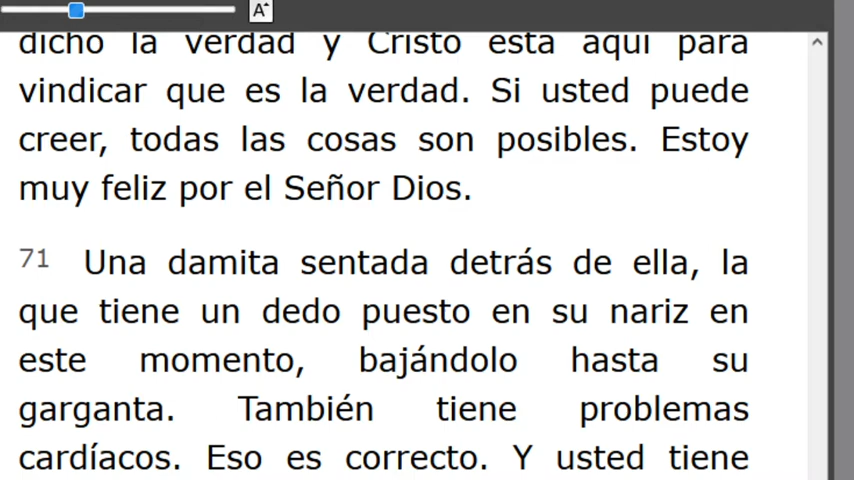 A
dicho la verdad y Cristo está aquí para
vindicar que es la verdad. Si usted puede
creer, todas las cosas son posibles. Estoy
muy feliz por el Señor Dios.
71 Una damita sentada detrás de ella, la
que tiene un dedo puesto en su nariz en
este momento, bajándolo hasta su
garganta. También tiene problemas
cardíacos. Eso es correcto. Y usted tiene